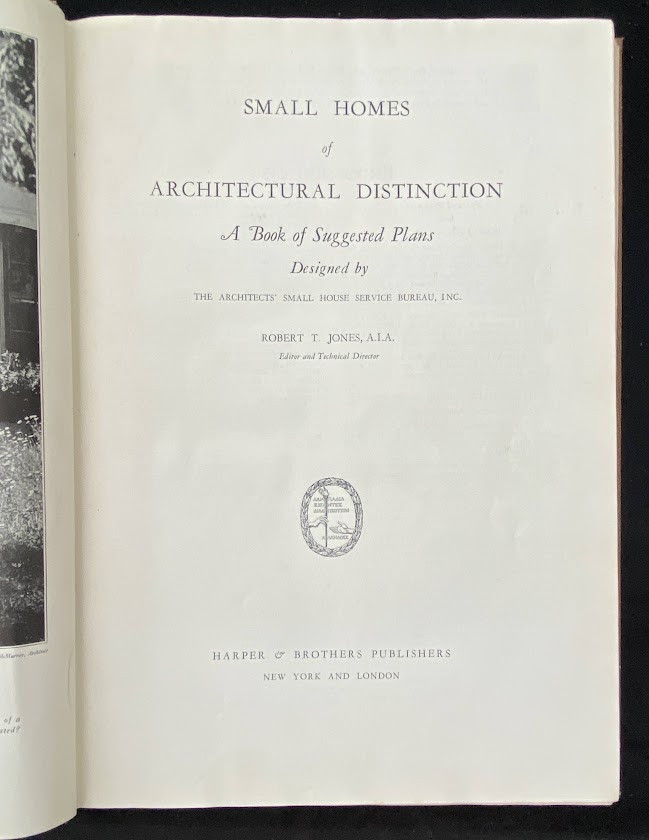 SMALL HOMES
of
ARCHITECTURAL DISTINCTION
A Book of Suggested Plans
Designed by
THE ARCHITECTS' SMALL HOUSE SERVICE BUREAU, INC.
ROBERT T. JONES, A.I.A.
Editor and Technical Director
HARPER & BROTHERS PUBLISHERS
NEW YORK AND LONDON
of a